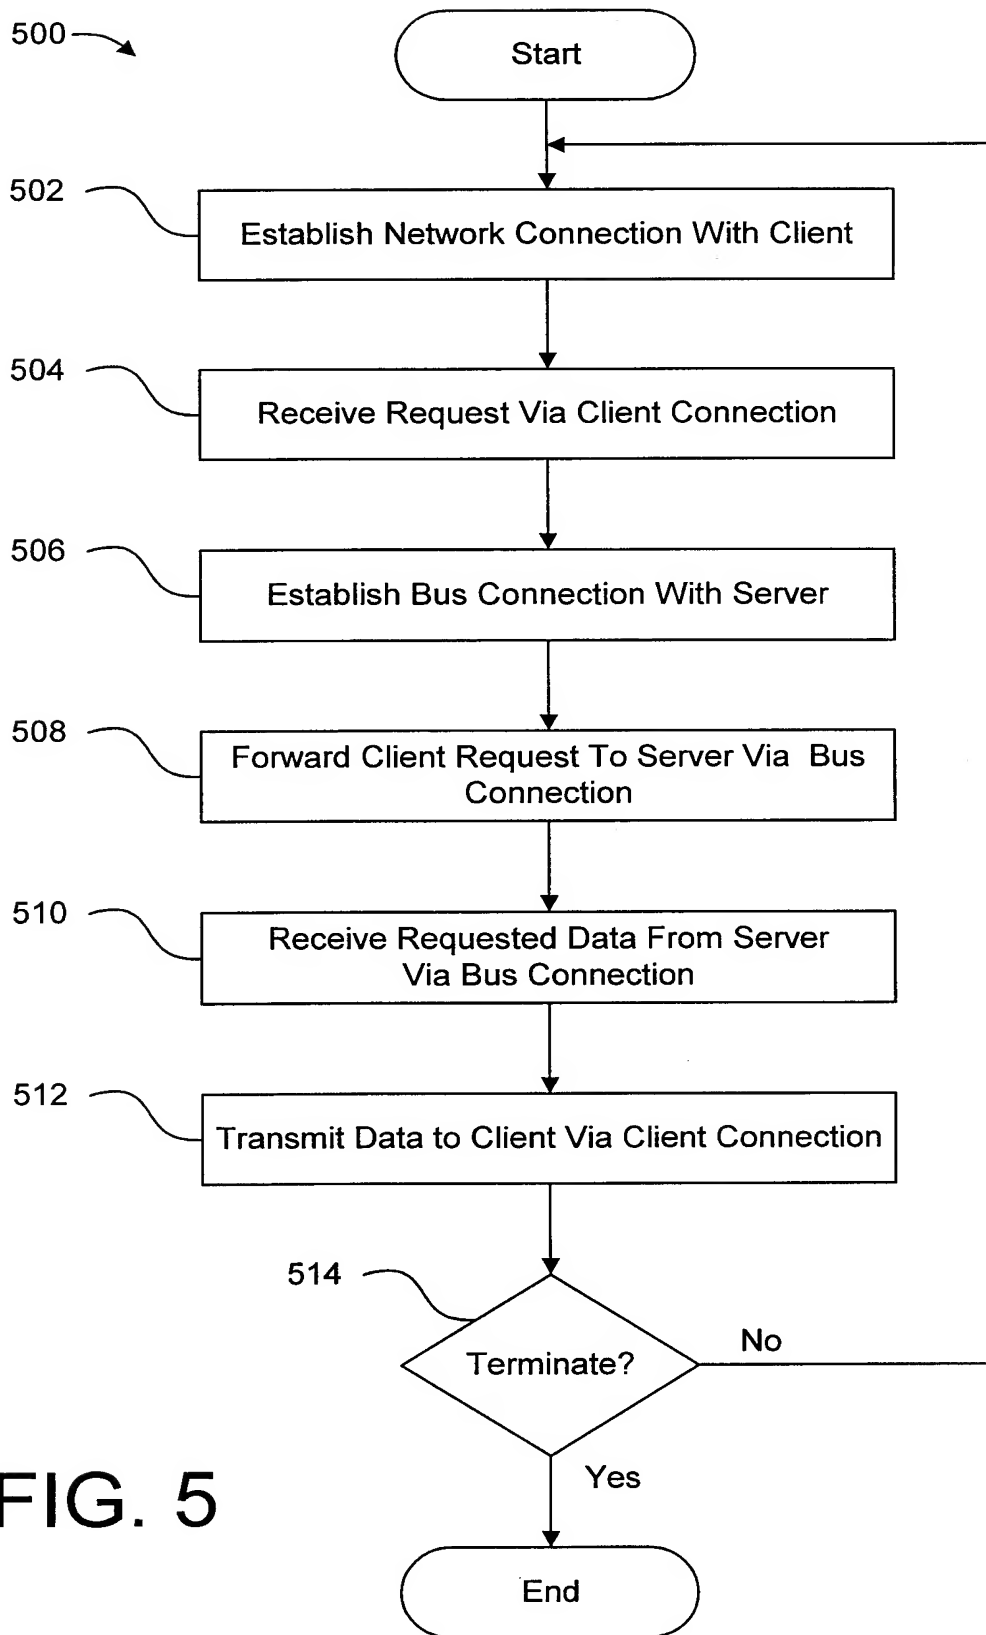 500
Start
502
Establish Network Connection With Client
504
Receive Request Via Client Connection
506
Establish Bus Connection With Server
508
Forward Client Request To Server Via Bus
Connection
510
Receive Requested Data From Server
Via Bus Connection
512
Transmit Data to Client Via Client Connection
514
Terminate?
No
Yes
FIG. 5
End